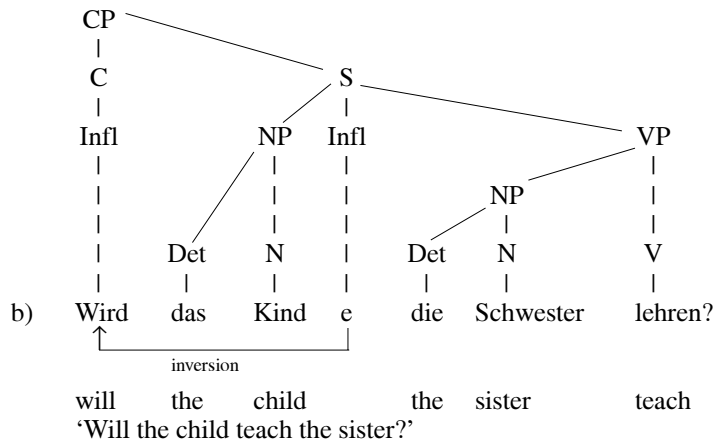 CP
C S
Infl NP Infl VP
NP
Det N Det N V
b) Wird das Kind e die Schwester lehren?
inversion
will the child the sister teach
‘Will the child teach the sister?’